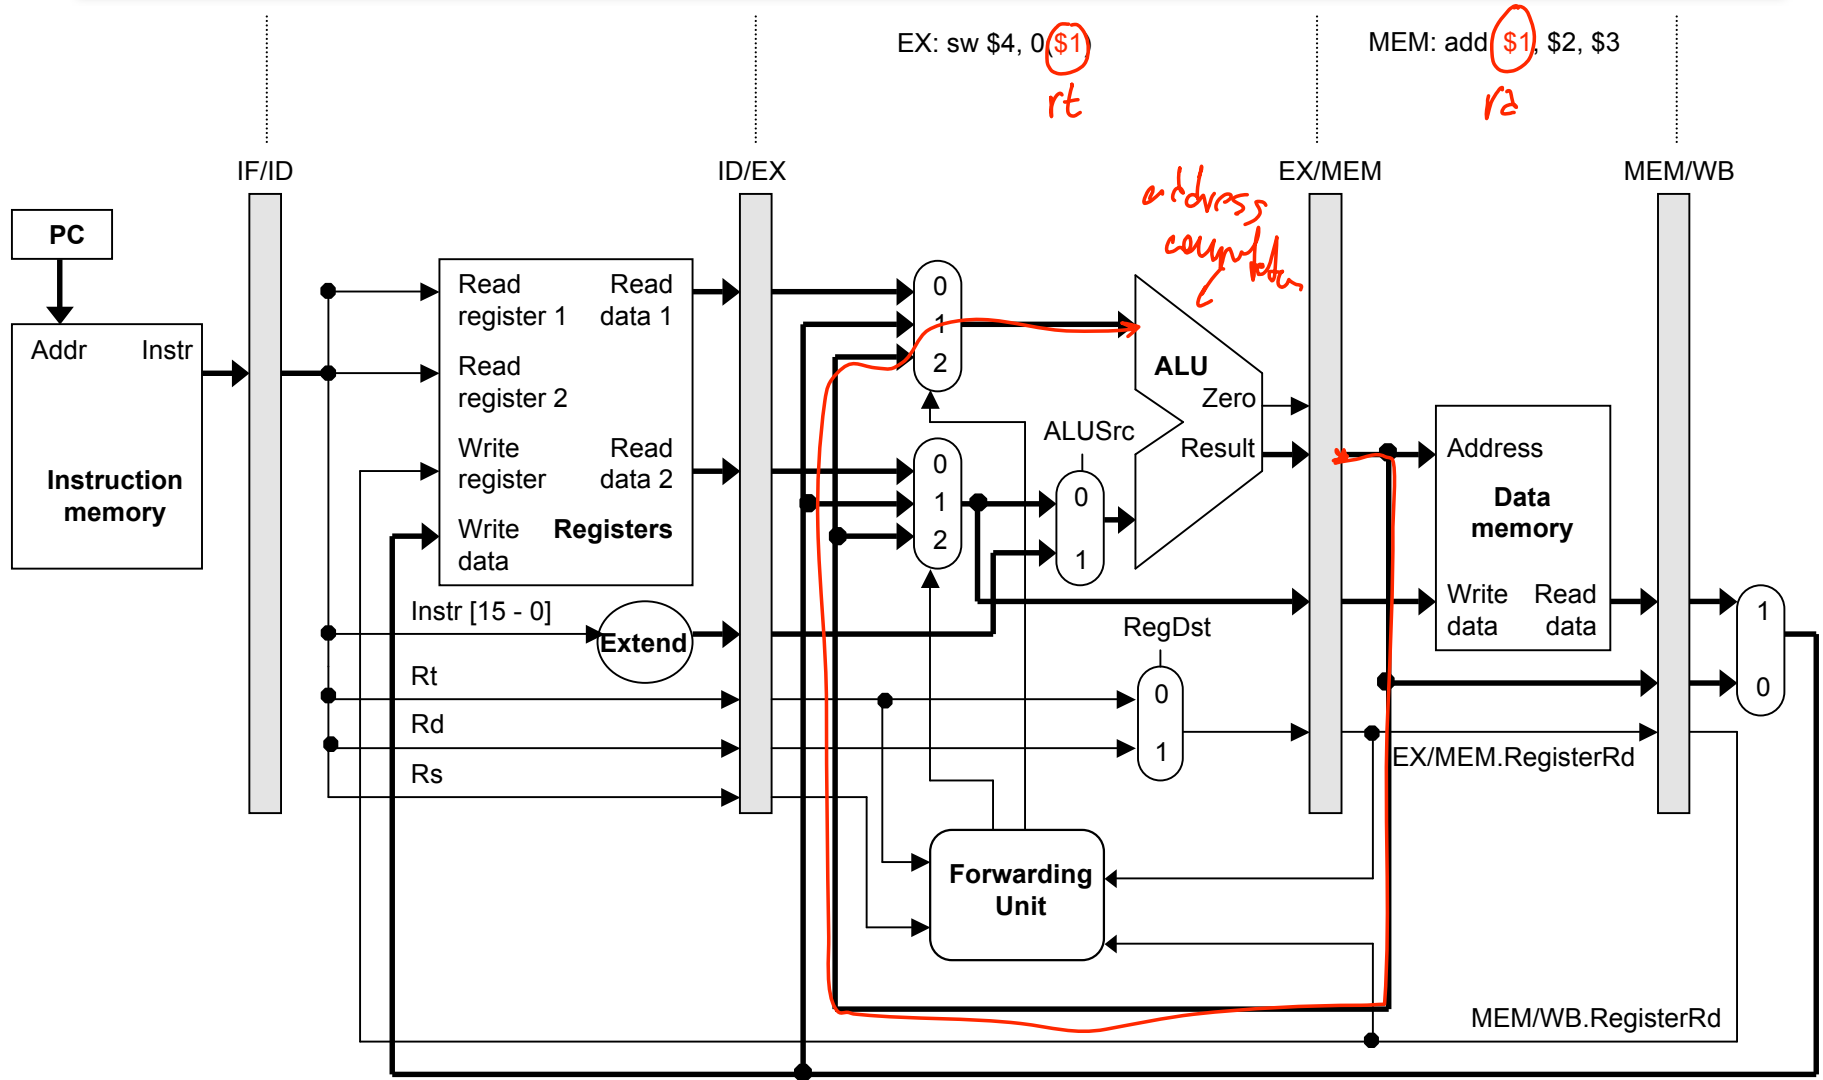 EX: sw $4, 0($1)
MEM: add $1, $2, $3
rt
rd
IF/ID
ID/EX
EX/MEM
MEM/WB
address
PC
Addr Instr
Instruction
memory
Read
register 1
Read
data 1
Read
register 2
Write
register
Read
data 2
Write
data
Registers
0
1
2
0
1
2
ALUSrc
0
1
ALU
Zero
Result
Address
Data
memory
Write
data
Read
data
1
0
Instr [15 - 0]
Extend
RegDst
0
1
Rt
Rd
Rs
EX/MEM.RegisterRd
Forwarding
Unit
MEM/WB.RegisterRd